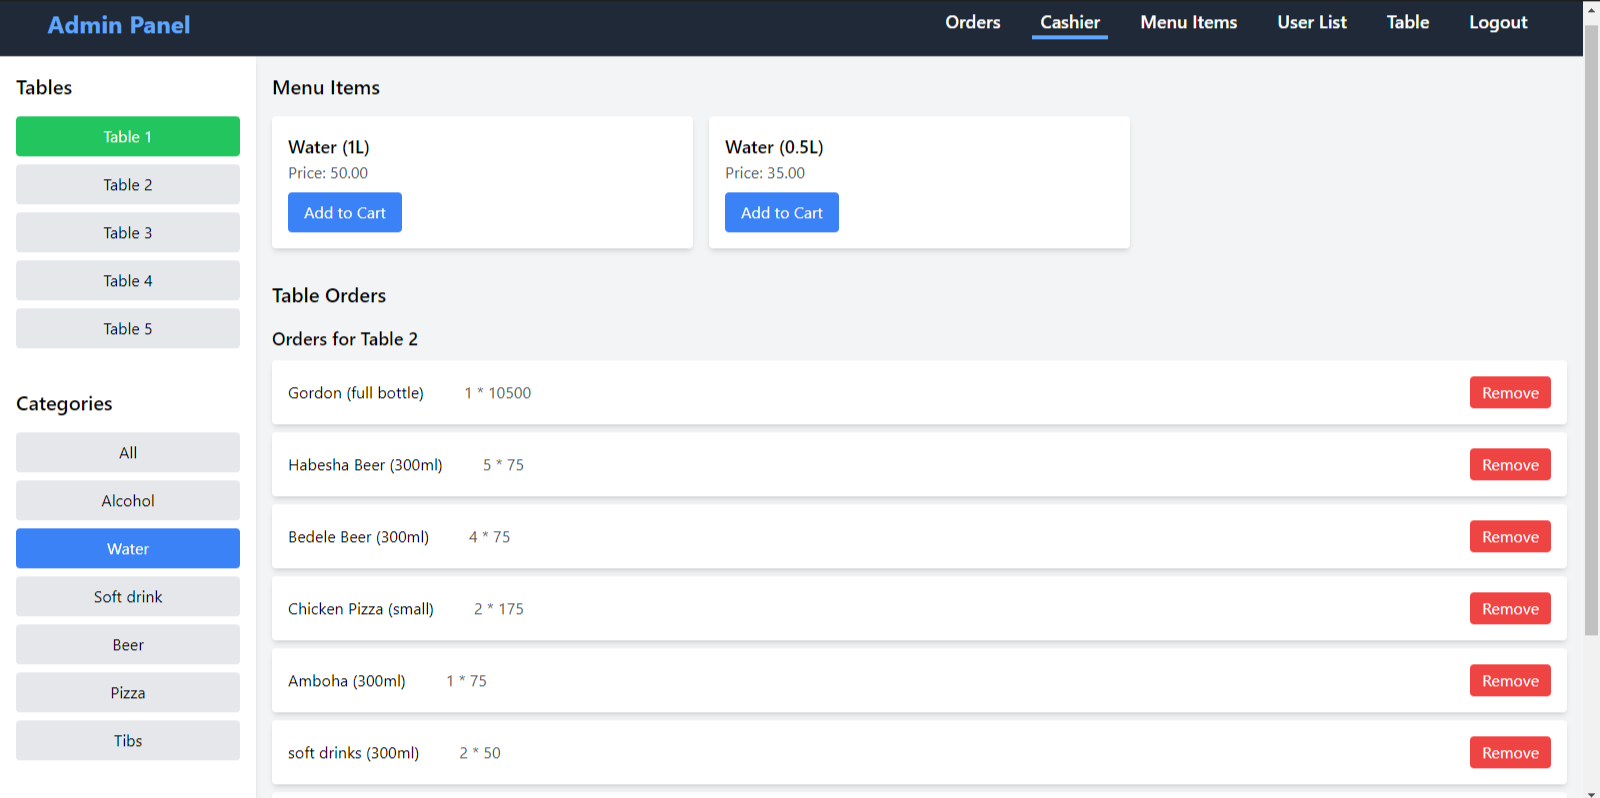 Admin Panel
Orders Cashier Menu Items User List Table Logout
Tables
Table 1
Table 2
Table 3
Table 4
Table 5
Categories
All
Alcohol
Water
Soft drink
Beer
Pizza
Tibs
Menu Items
Water (1L)
Price: 50.00
Add to Cart
Water (0.5L)
Price: 35.00
Add to Cart
Table Orders
Orders for Table 2
Gordon (full bottle) 1 * 10500 Remove
Habesha Beer (300ml) 5 * 75 Remove
Bedele Beer (300ml) 4 * 75 Remove
Chicken Pizza (small) 2 * 175 Remove
Amboha (300ml) 1 * 75 Remove
soft drinks (300ml) 2 * 50 Remove